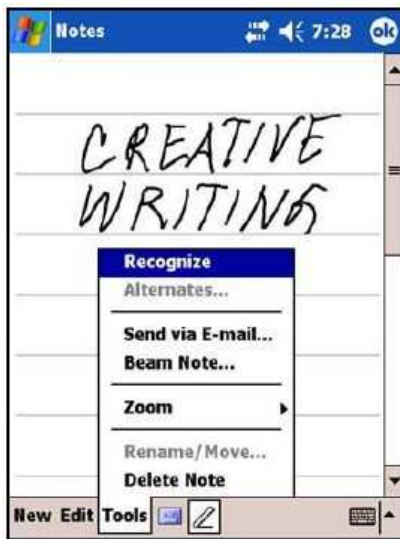 Notes 7:28 ok
CREATIVE
WRITING
Recognize
Alternates...
Send via E-mail...
Beam Note...
Zoom
Rename/Move...
Delete Note
New Edit Tools